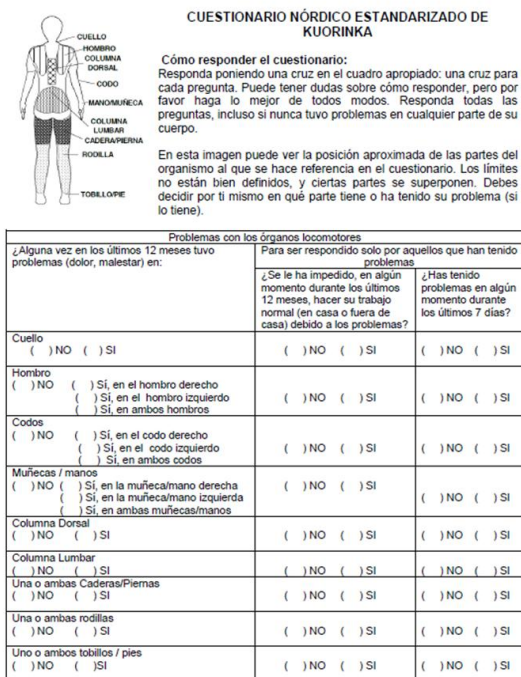 CUESTIONARIO NÓRDICO ESTANDARIZADO DE
KUORINKA
CUELLO
HOMBRO
COLUMNA
DORSAL
CODO
MANO/MUÑECA
COLUMNA
LUMBAR
CADERA/PIERNA
RODILLA
TOBILLO/PIE
Cómo responder el cuestionario:
Responda poniendo una cruz en el cuadro apropiado: una cruz para
cada pregunta. Puede tener dudas sobre cómo responder, pero por
favor haga lo mejor de todos modos. Responda todas las
preguntas, incluso si nunca tuvo problemas en cualquier parte de su
cuerpo.
En esta imagen puede ver la posición aproximada de las partes del
organismo al que se hace referencia en el cuestionario. Los límites
no están bien definidos, y ciertas partes se superponen. Debes
decidir por ti mismo en qué parte tiene o ha tenido su problema (si
lo tiene).
Problemas con los órganos locomotores
¿Alguna vez en los últimos 12 meses tuvo
problemas (dolor, malestar) en:
Para ser respondido solo por aquellos que han tenido
problemas
¿Se le ha impedido, en algún
momento durante los últimos
12 meses, hacer su trabajo
normal (en casa o fuera de
casa) debido a los problemas?
¿Has tenido
problemas en algún
momento durante
los últimos 7 días?
Cuello
( ) NO ( ) SI
( ) NO ( ) SI
( ) NO ( ) SI
Hombro
( ) NO ( ) Sí, en el hombro derecho
( ) Sí, en el hombro izquierdo
( ) Sí, en ambos hombros
( ) NO ( ) SI
( ) NO ( ) SI
Codos
( ) NO ( ) Sí, en el codo derecho
( ) Sí, en el codo izquierdo
( ) Sí, en ambos codos
( ) NO ( ) SI
( ) NO ( ) SI
Muñecas / manos
( ) NO ( ) Sí, en la muñeca/mano derecha
( ) Sí, en la muñeca/mano izquierda
( ) Sí, en ambas muñecas/manos
( ) NO ( ) SI
( ) NO ( ) SI
Columna Dorsal
( ) NO ( ) SI
( ) NO ( ) SI
( ) NO ( ) SI
Columna Lumbar
( ) NO ( ) SI
( ) NO ( ) SI
( ) NO ( ) SI
Una o ambas Caderas/Piernas
( ) NO ( ) SI
( ) NO ( ) SI
( ) NO ( ) SI
Una o ambas rodillas
( ) NO ( ) SI
( ) NO ( ) SI
( ) NO ( ) SI
Uno o ambos tobillos / pies
( ) NO ( )SI
( ) NO ( ) SI
( ) NO ( ) SI